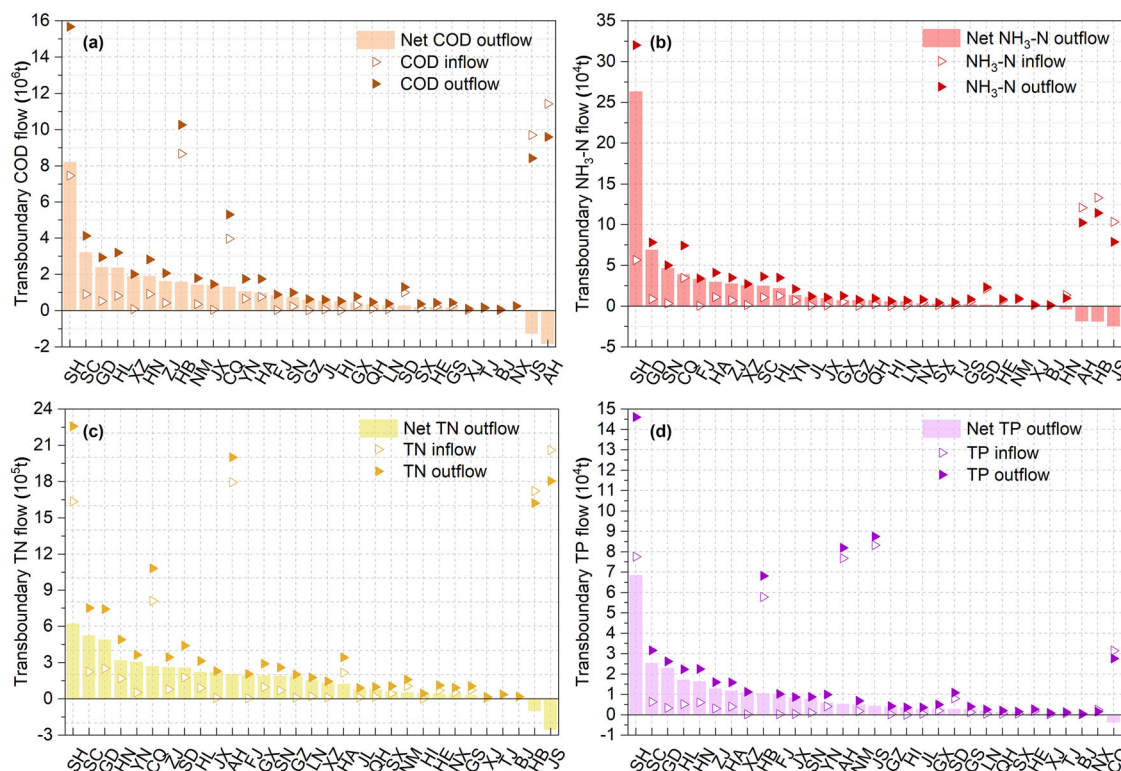 16
14
12
10
8
6
4
2
0
-2
Transboundary COD flow (10⁶t)
(a)
Net COD outflow
COD inflow
COD outflow
SH SC GD HL XZ HN ZJ HB NM JX CQ YN HA FJ SN GZ JL HI GX QH LN SD SX HE GS XJ TJ BJ NX JS AH
35
30
25
20
15
10
5
0
-5
Transboundary NH₃-N flow (10⁴t)
(b)
Net NH₃-N outflow
NH₃-N inflow
NH₃-N outflow
SH GD SN CQ FJ HA ZJ XZ SC HL YN JL JX GX GZ QH HI LN NX SX TJ GS SD HE NM XJ BJ HN AH HB JS
24
21
18
15
12
9
6
3
0
-3
Transboundary TN flow (10⁵t)
(c)
Net TN outflow
TN inflow
TN outflow
SH SC GD HN YN CQ ZJ SD HL JX AH FJ GX SN GZ LN XZ HA JL QH SX NM HI HE NX GS XJ TJ BJ HB JS
15
14
13
12
11
10
9
8
7
6
5
4
3
2
1
0
-1
Transboundary TP flow (10⁴t)
(d)
Net TP outflow
TP inflow
TP outflow
SH SC GD HL HN ZJ HA XZ HB FJ JX SN YN AH NM JS GZ HI JL GX SD GS LN QH SX HE XJ TJ BJ NX CQ